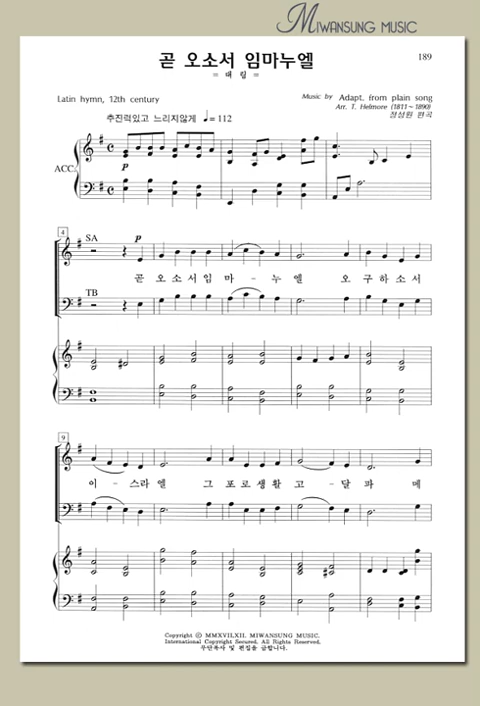 MIWANSUNG MUSIC
189
곧 오소서 임마누엘
= 대 림 =
Latin hymn, 12th century
Music by Adapt. from plain song
Arr. T. Helmore (1811~1890)
정성원 편곡
추진력있고 느리지않게 ♩= 112
ACC.
p
4
SA
p
곧 오 소 서 임 마 - 누 엘 오 구 하 소 서
TB
9
이 - 스 라 엘 그 포 로 생 활 고 - 달 파 메
Copyright © MMXVILXII. MIWANSUNG MUSIC.
International Copyright Secured. All Rights Reserved.
무단복사 및 편집을 금합니다.